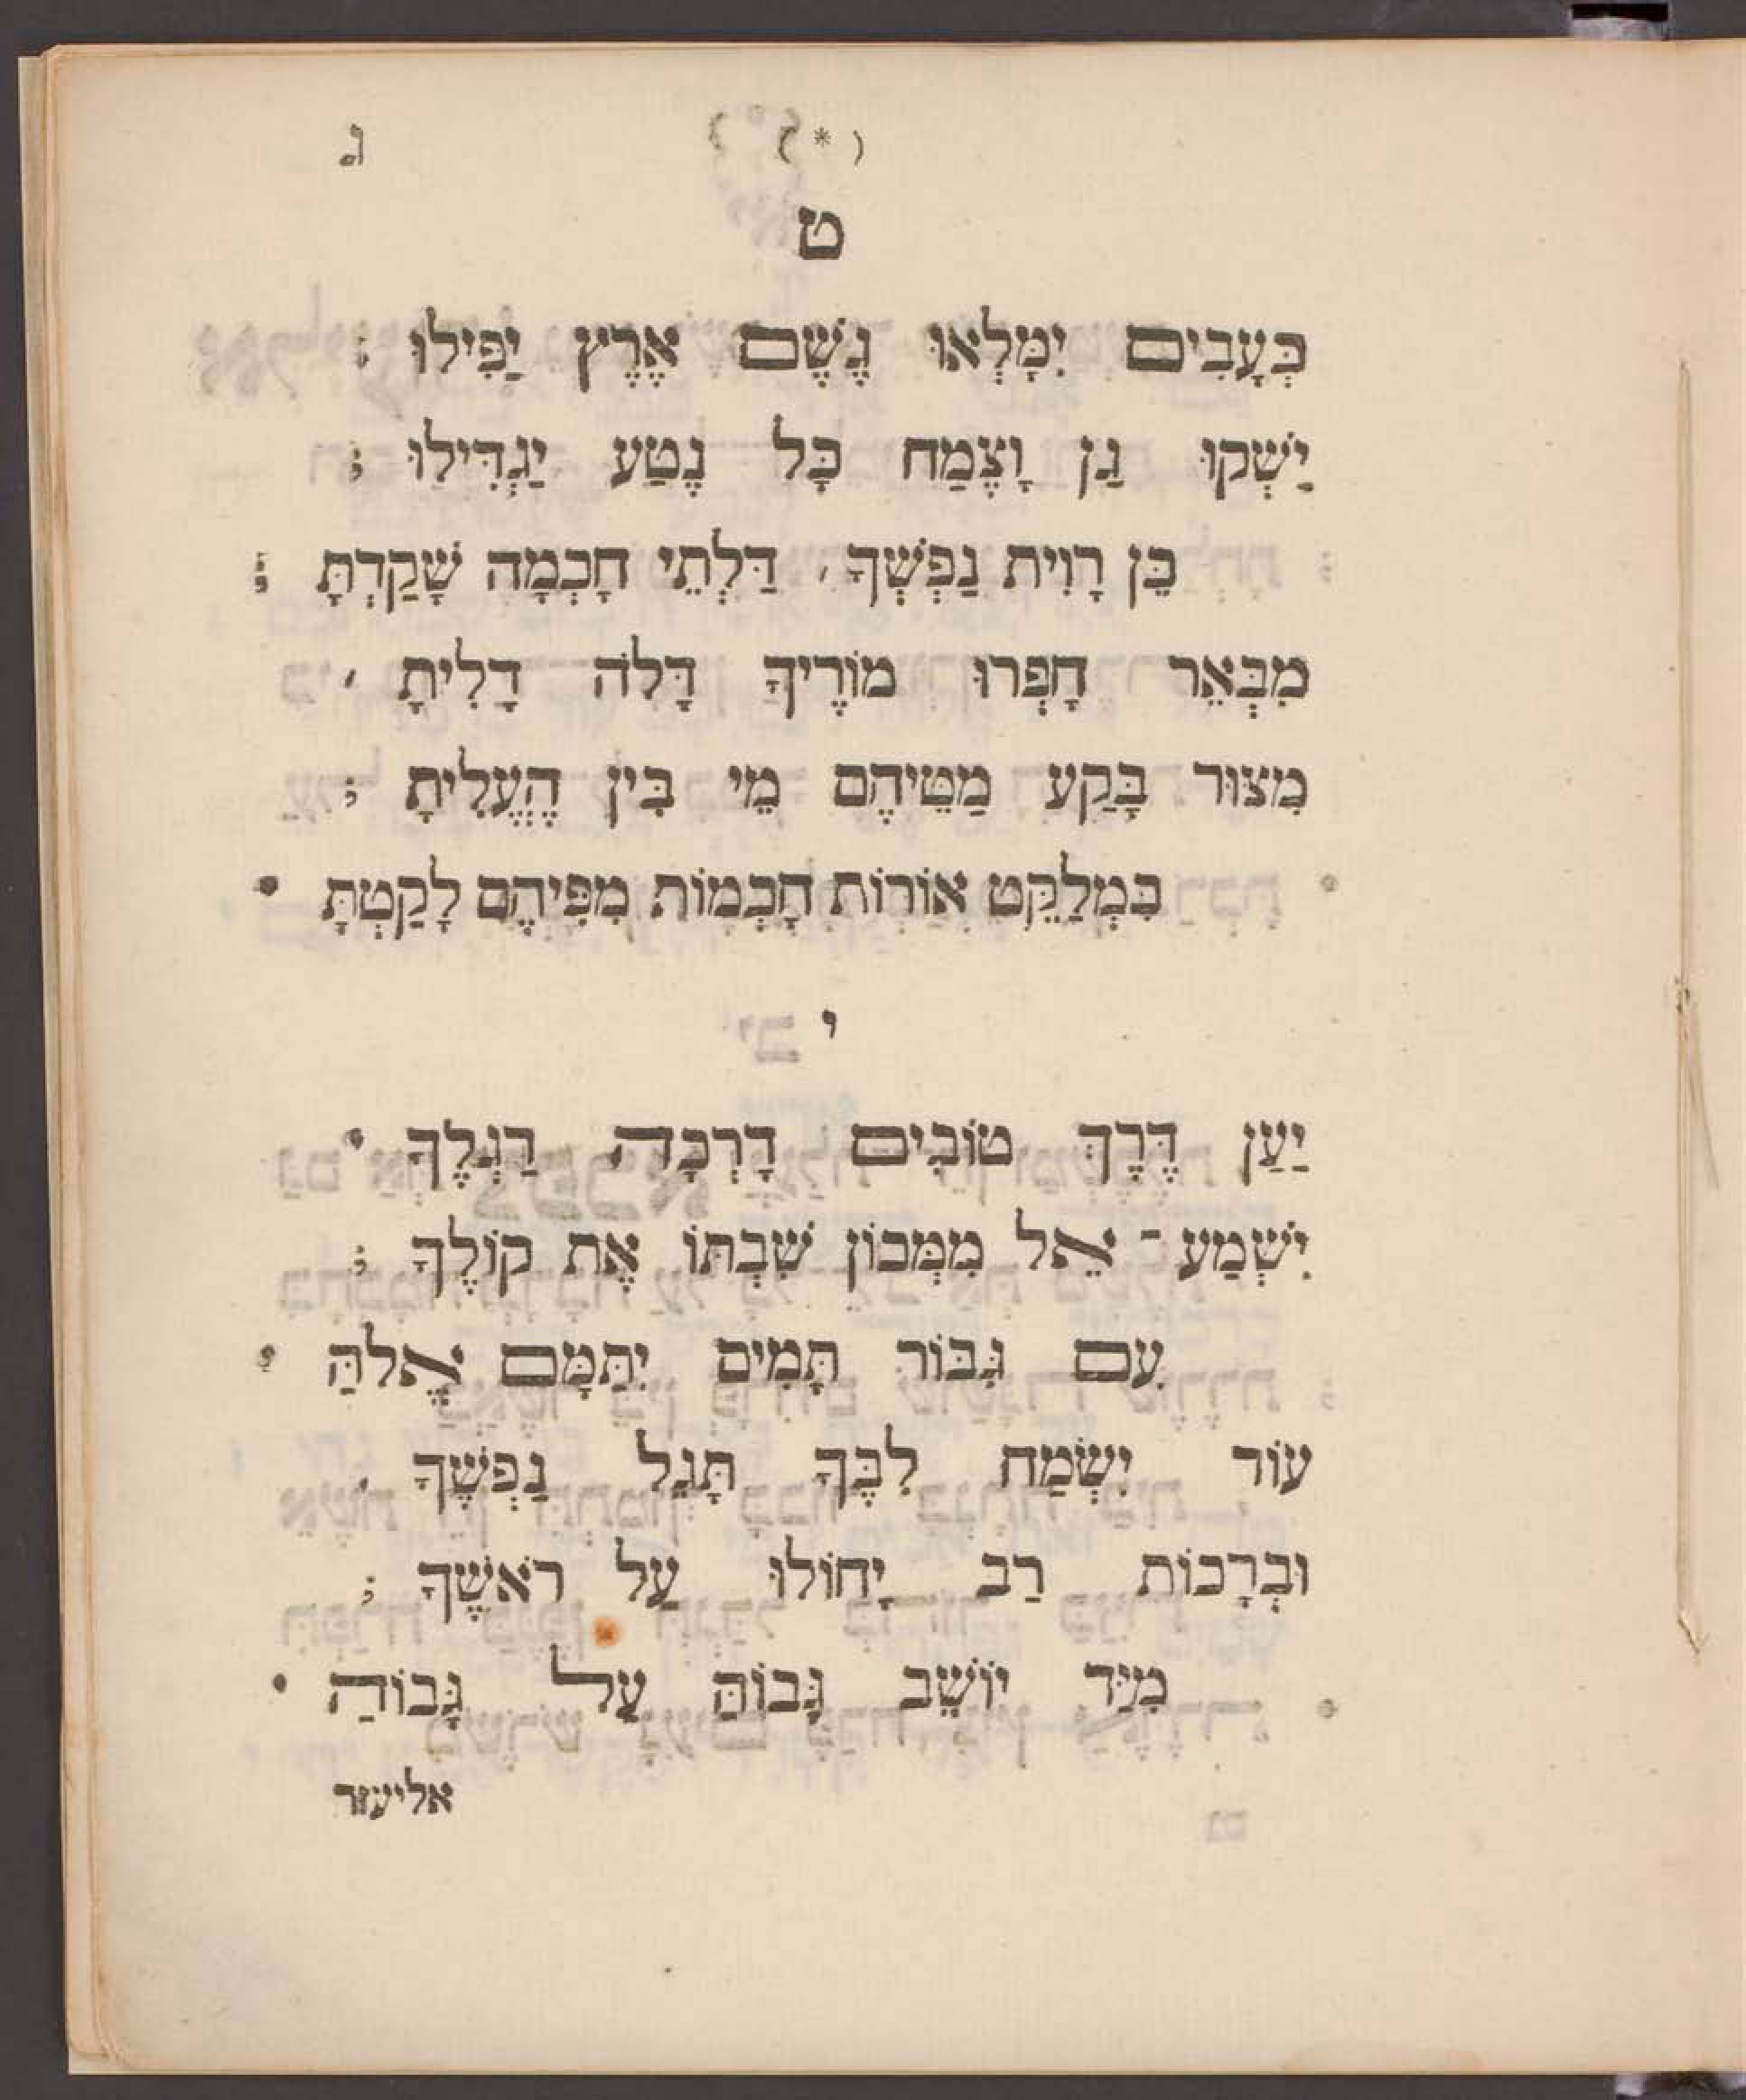 ( * ) ג
ט
כְּעָבִים יִמָּלְאוּ גֶּשֶׁם אֶרֶץ יַפִּילוּ :
יַשְׁקוּ גַּן וָצֶמַח כָּל נֶטַע יַגְדִּילוּ ;
כֵּן רָוִית נַפְשְׁךָ , דַּלְתֵי חָכְמָה שָׁקַדְתָּ ;
מִבְּאֵר חָפְרוּ מוֹרֶיךָ דָּלֹה דָלִיתָ ,
מִצּוּר בָּקַע מַטֵּיהֶם מֵי בִּין הֶעֱלִיתָ ;
כִּמְלַקֵּט אוֹרוֹת חָכְמוֹת מִפִּיהֶם לָקַטְתָּ •
י
יַעַן דֶּרֶךְ טוֹבִים דָּרְכָה רַגְלֶךָ •
יִשְׁמַע־אֵל מִמְּכוֹן שִׁבְתּוֹ אֶת קוֹלֶךָ ;
עִם גִּבּוֹר תָּמִים יִתַּמָּם אֱלֹהַּ ;
עוֹד יִשְׂמַח לִבֶּךָ תָּגֵל נַפְשֶׁךָ ,
וּבְרָכוֹת רַב יָחוֹלוּ עַל רֹאשֶׁךָ ;
מִיַּד יוֹשֵׁב גָּבוֹהַּ עַל גָּבוֹהַּ •
אליעזר